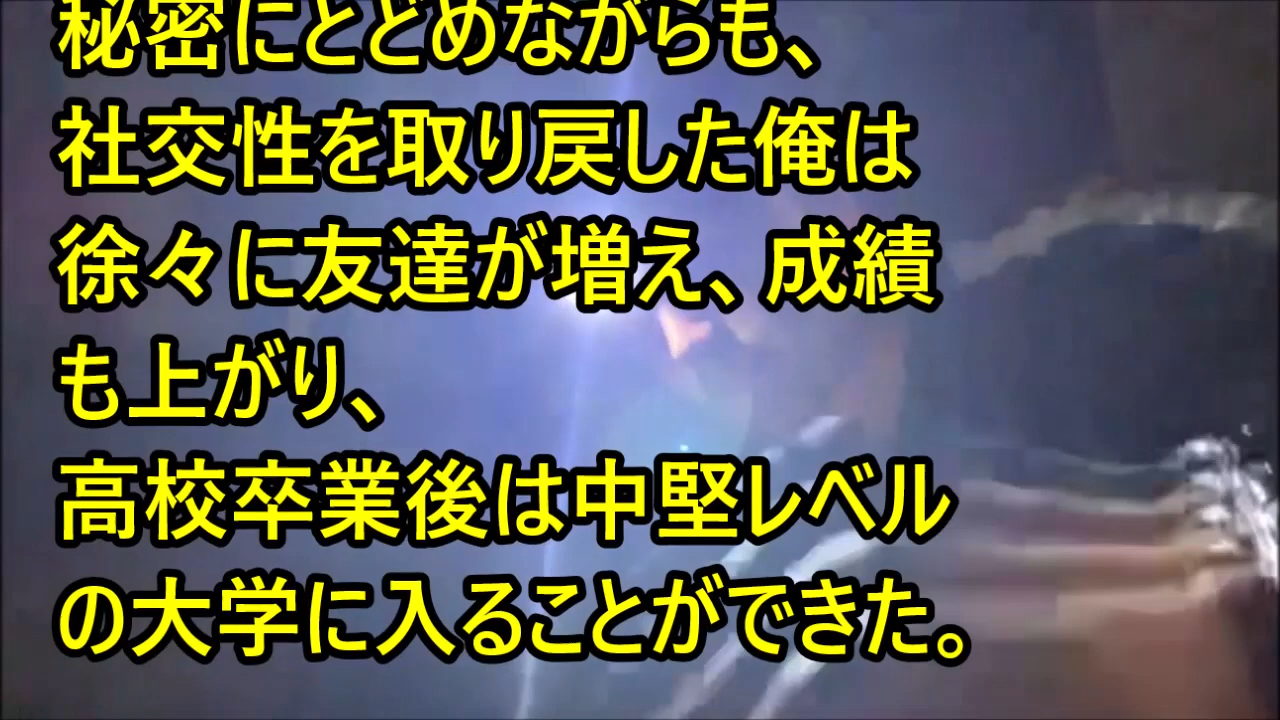 秘密にとどめながらも、
社交性を取り戻した俺は
徐々に友達が増え、成績
も上がり、
高校卒業後は中堅レベル
の大学に入ることができた。